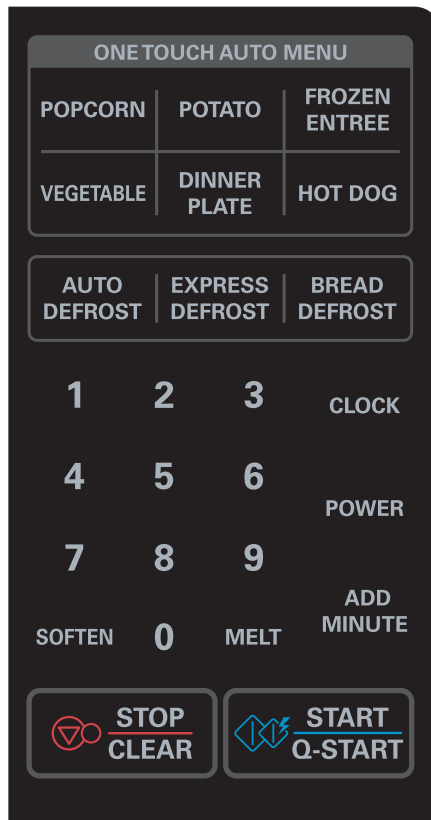 ONE TOUCH AUTO MENU
POPCORN
POTATO
FROZEN
ENTREE
VEGETABLE
DINNER
PLATE
HOT DOG
AUTO
DEFROST
EXPRESS
DEFROST
BREAD
DEFROST
1 2 3
CLOCK
4 5 6
POWER
7 8 9
ADD
MINUTE
SOFTEN 0 MELT
STOP
CLEAR
START
Q-START